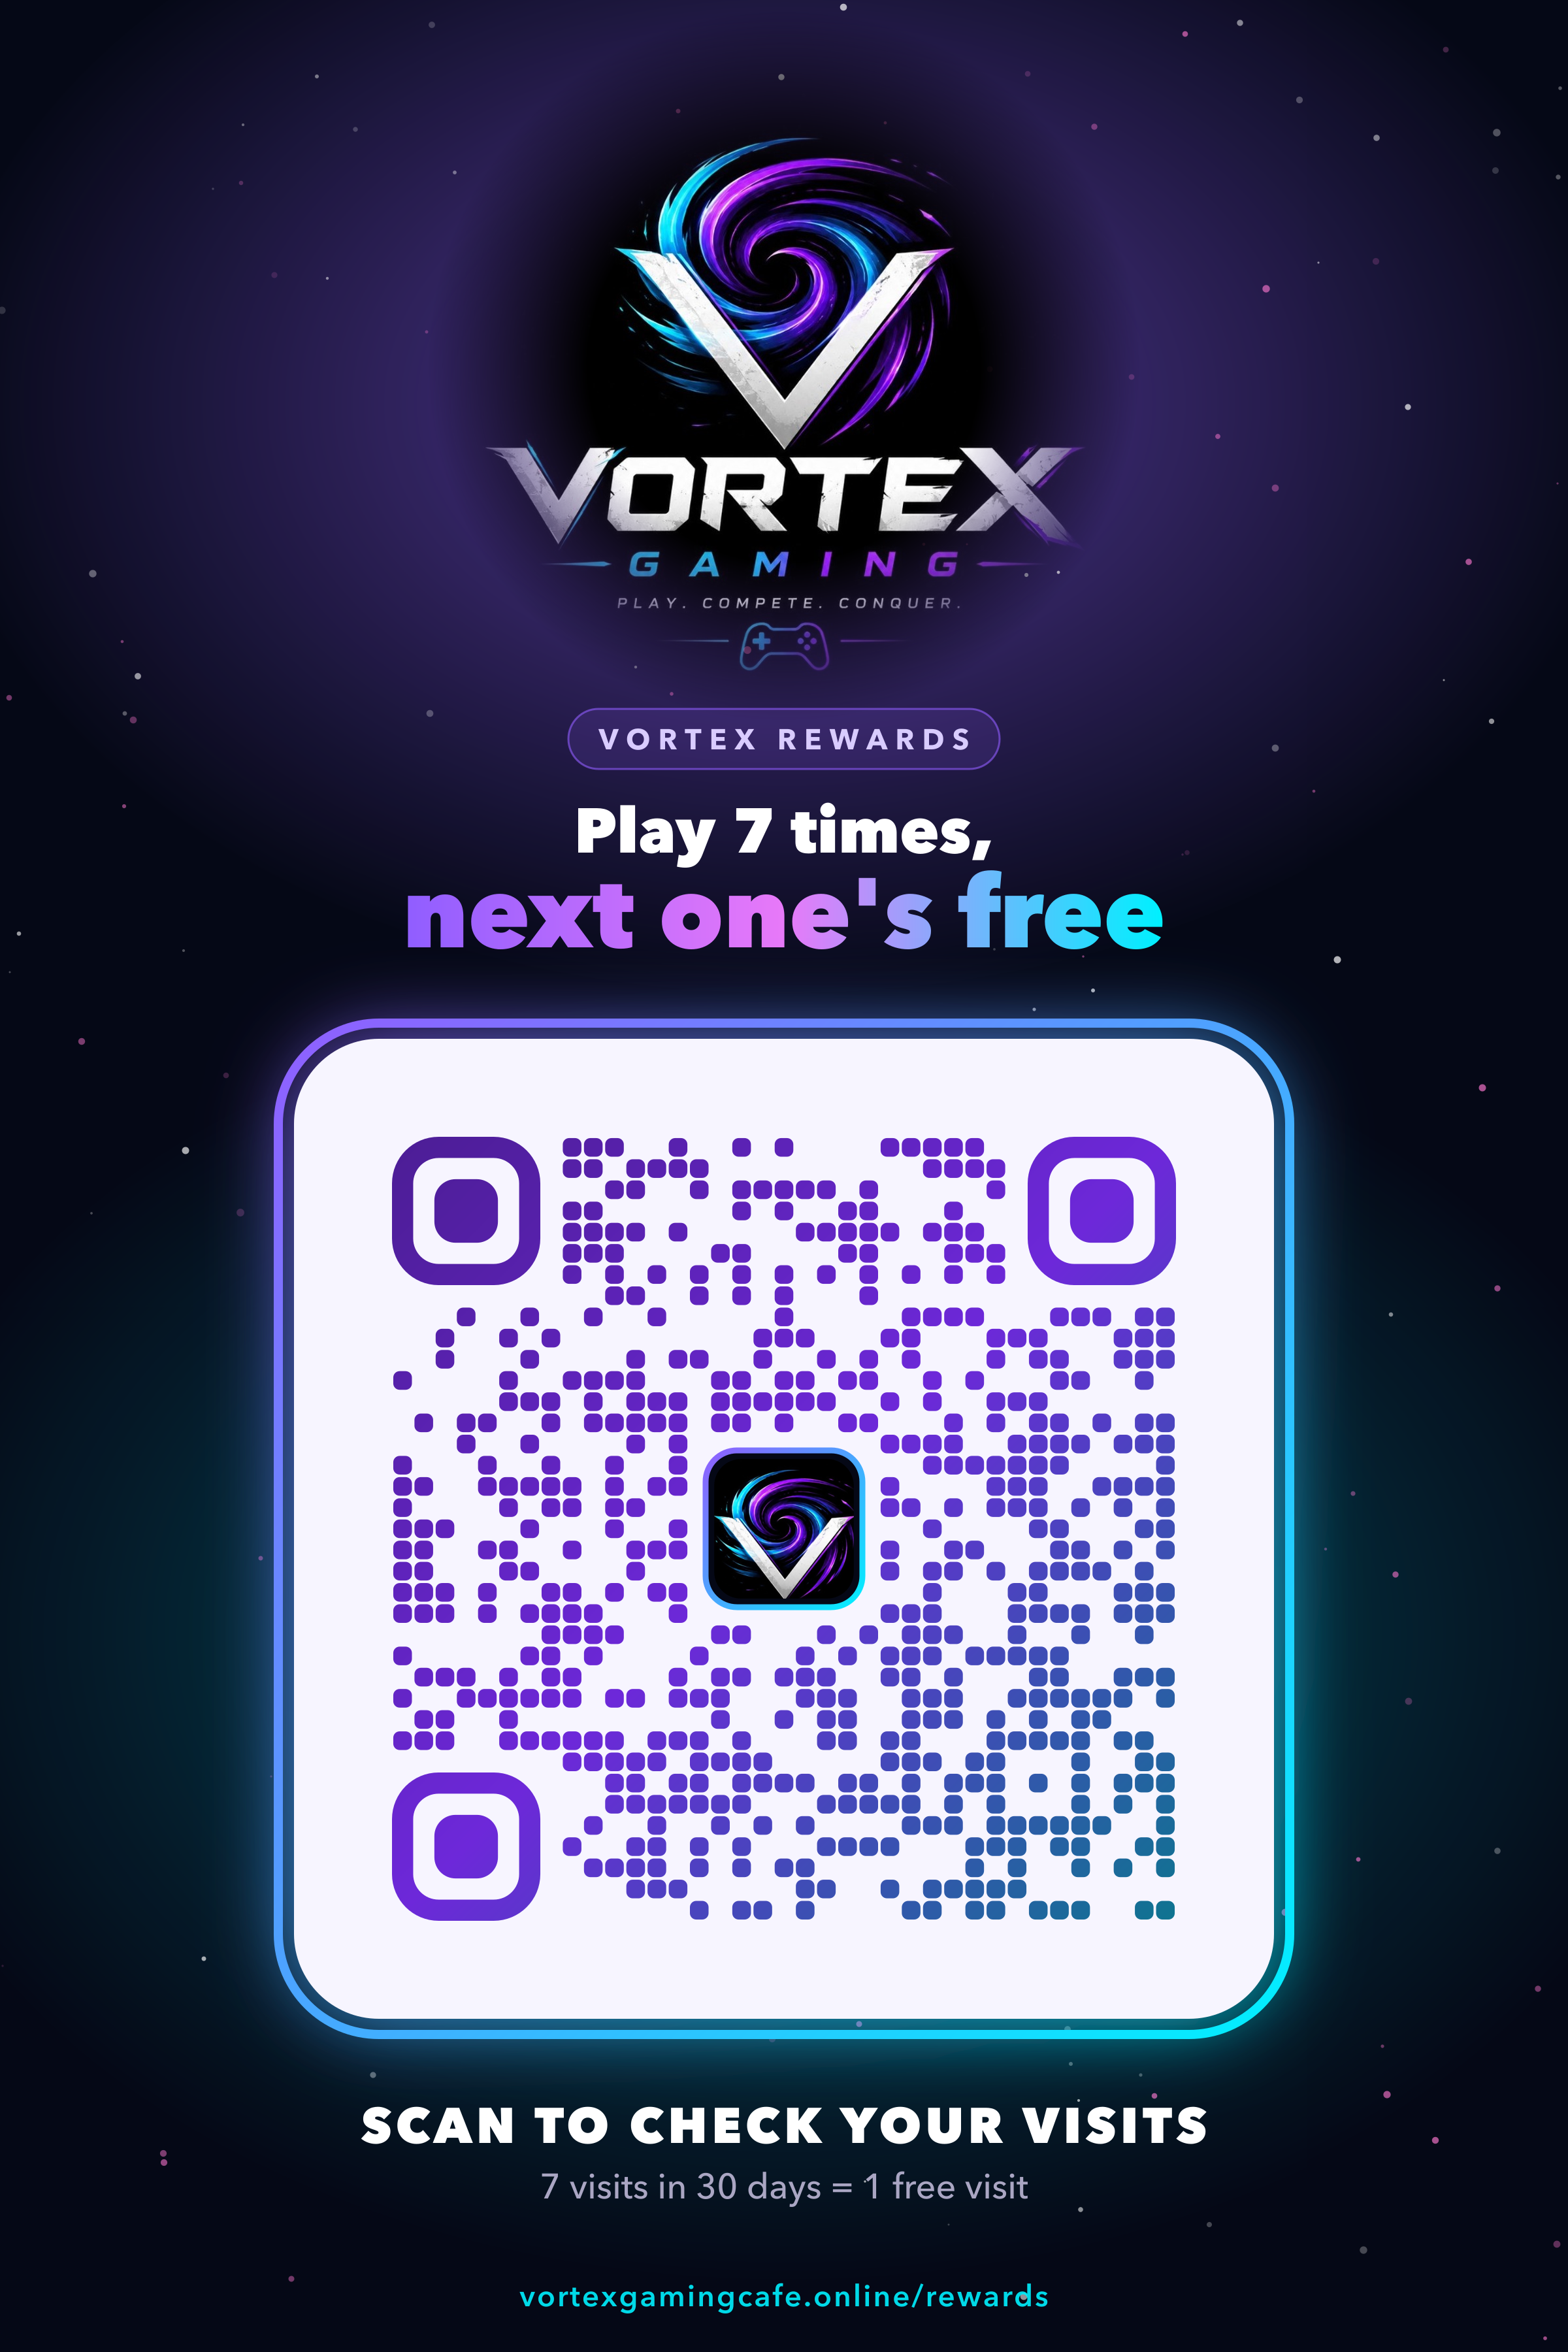 VORTEX
GAMING
PLAY. COMPETE. CONQUER.
VORTEX REWARDS
Play 7 times,
next one's free
SCAN TO CHECK YOUR VISITS
7 visits in 30 days = 1 free visit
vortexgamingcafe.online/rewards